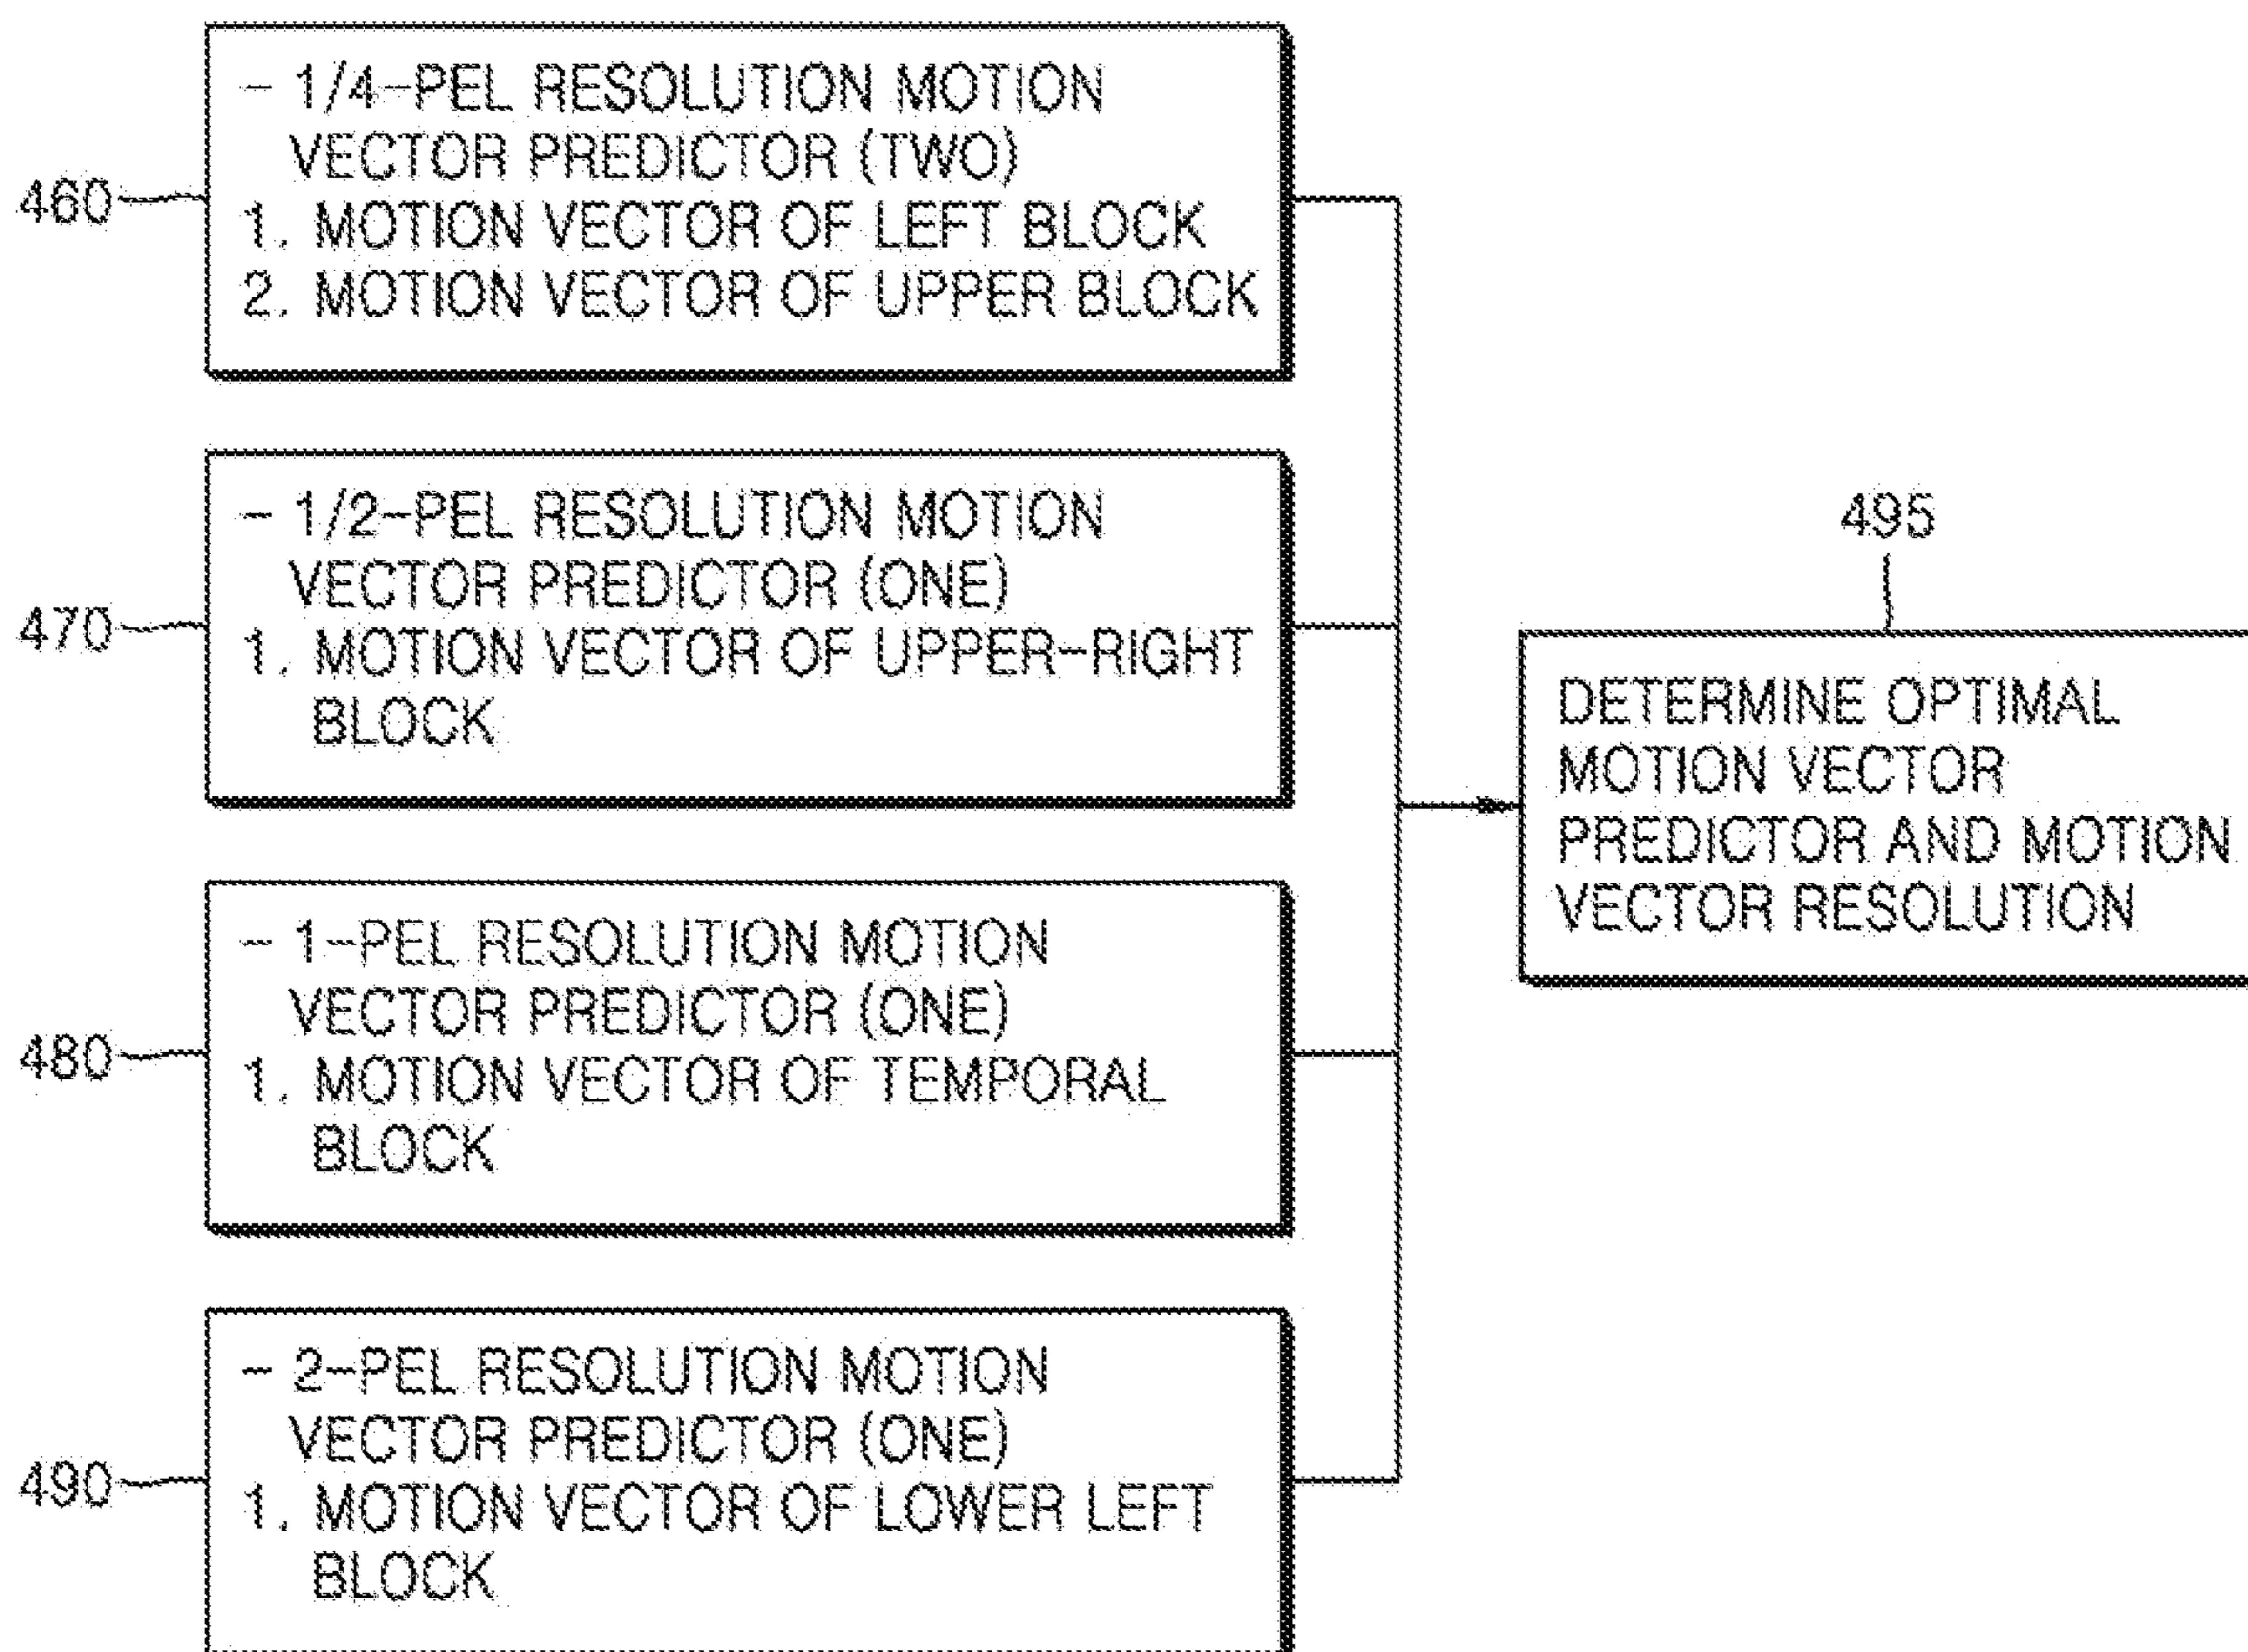 460
- 1/4-PEL RESOLUTION MOTION
VECTOR PREDICTOR (TWO)
1. MOTION VECTOR OF LEFT BLOCK
2. MOTION VECTOR OF UPPER BLOCK
470
- 1/2-PEL RESOLUTION MOTION
VECTOR PREDICTOR (ONE)
1. MOTION VECTOR OF UPPER-RIGHT
BLOCK
480
- 1-PEL RESOLUTION MOTION
VECTOR PREDICTOR (ONE)
1. MOTION VECTOR OF TEMPORAL
BLOCK
490
- 2-PEL RESOLUTION MOTION
VECTOR PREDICTOR (ONE)
1. MOTION VECTOR OF LOWER LEFT
BLOCK
495
DETERMINE OPTIMAL
MOTION VECTOR
PREDICTOR AND MOTION
VECTOR RESOLUTION